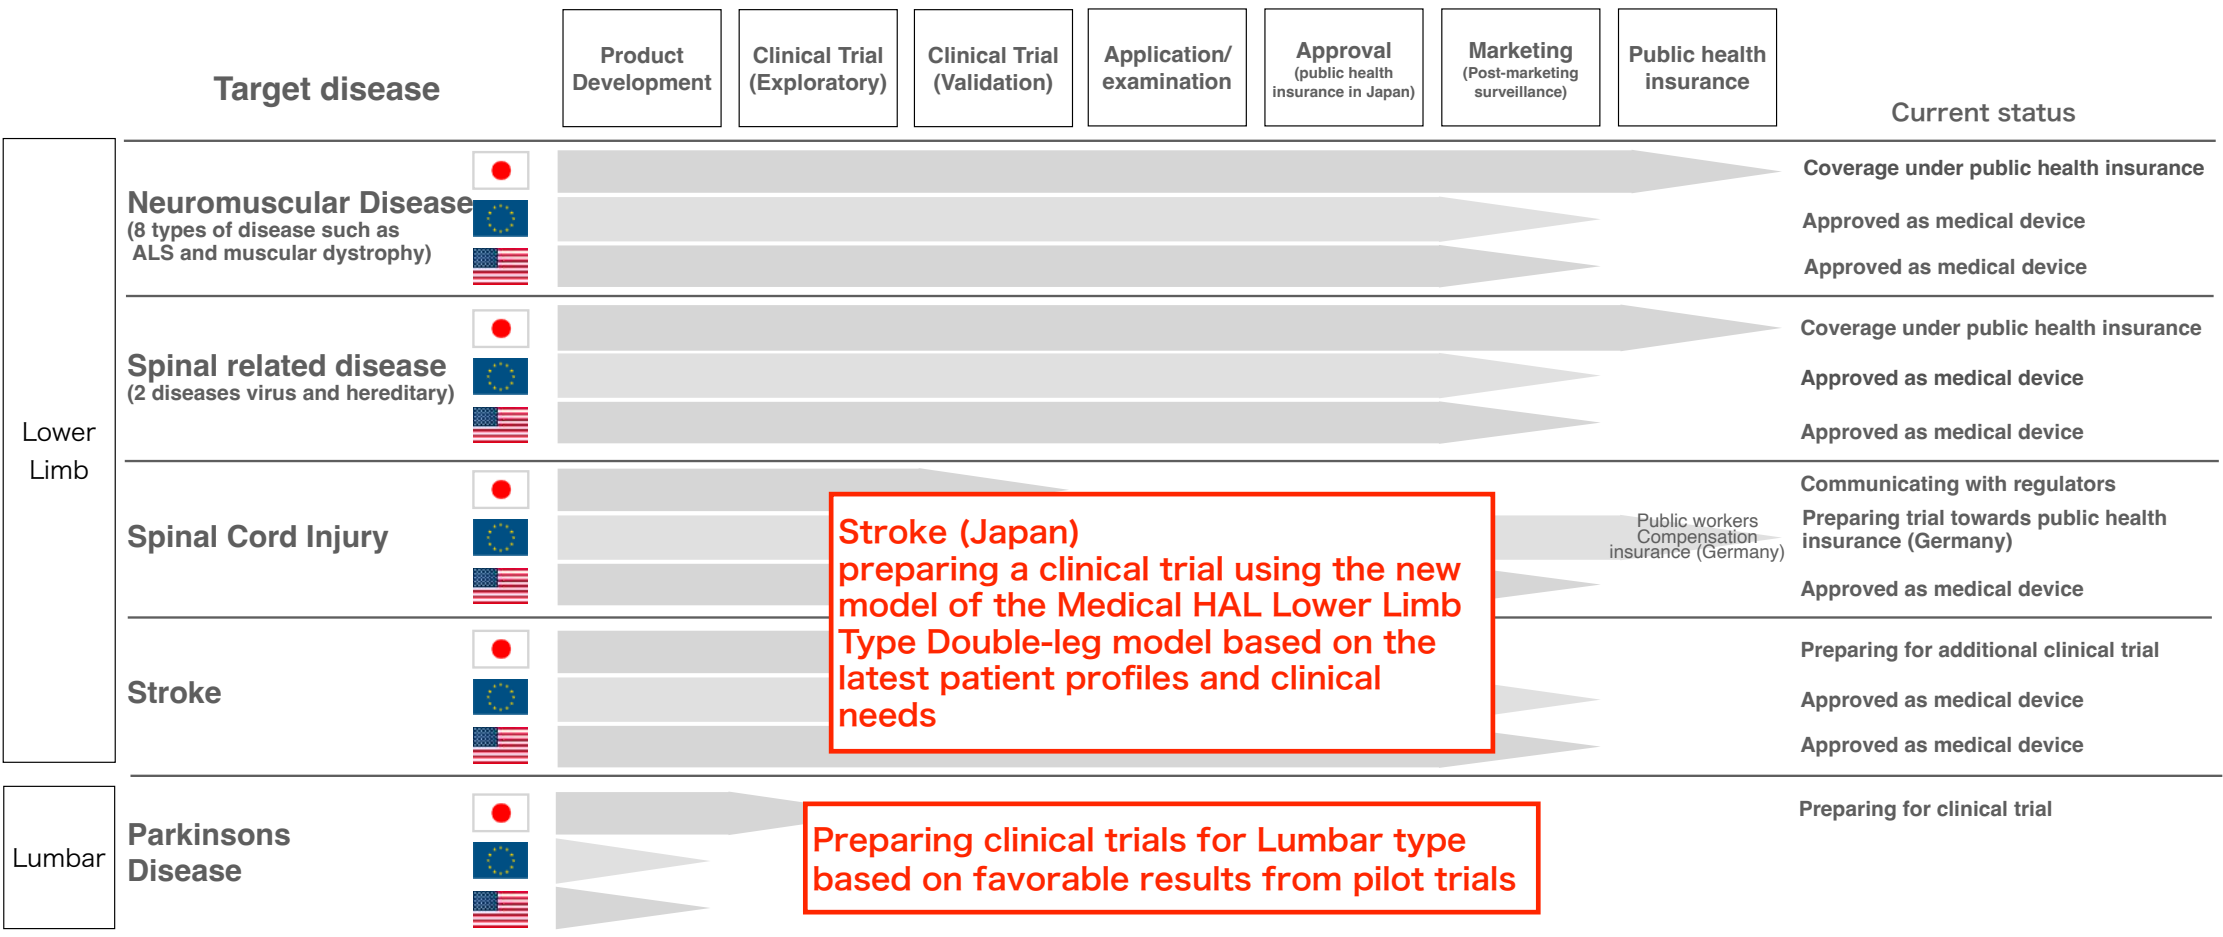 Target disease
Product
Development
Clinical Trial
(Exploratory)
Clinical Trial
(Validation)
Application/
examination
Approval
(public health
insurance in Japan)
Marketing
(Post-marketing
surveillance)
Public health
insurance
Current status
Lower
Limb
Neuromuscular Disease
(8 types of disease such as
ALS and muscular dystrophy)
Coverage under public health insurance
Approved as medical device
Approved as medical device
Spinal related disease
(2 diseases virus and hereditary)
Coverage under public health insurance
Approved as medical device
Approved as medical device
Spinal Cord Injury
Public workers
Compensation
insurance (Germany)
Communicating with regulators
Preparing trial towards public health
insurance (Germany)
Approved as medical device
Stroke (Japan)
preparing a clinical trial using the new
model of the Medical HAL Lower Limb
Type Double-leg model based on the
latest patient profiles and clinical
needs
Stroke
Preparing for additional clinical trial
Approved as medical device
Approved as medical device
Lumbar
Parkinsons
Disease
Preparing clinical trials for Lumbar type
based on favorable results from pilot trials
Preparing for clinical trial